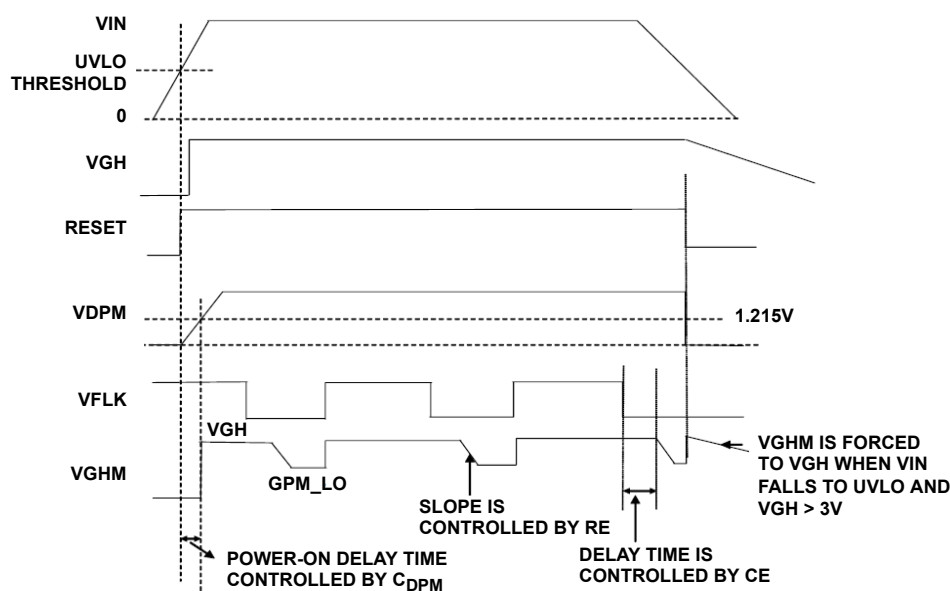 VIN
UVLO
THRESHOLD
0
VGH
RESET
VDPM
1.215V
VFLK
VGH
VGHM
GPM_LO
VGHM IS FORCED
TO VGH WHEN VIN
FALLS TO UVLO AND
VGH > 3V
SLOPE IS
CONTROLLED BY RE
DELAY TIME IS
CONTROLLED BY CE
POWER-ON DELAY TIME
CONTROLLED BY CDPM